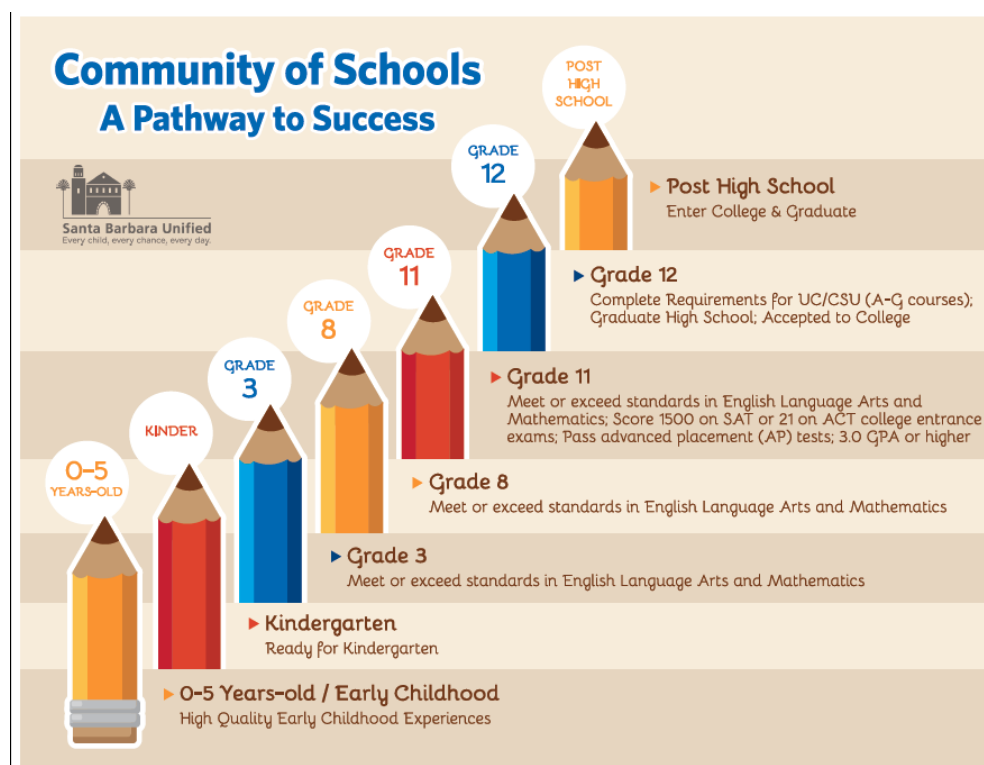 Community of Schools
A Pathway to Success
POST
HIGH
SCHOOL
GRADE
12
Santa Barbara Unified
Every child, every chance, every day.
▸ Post High School
Enter College & Graduate
GRADE
11
▸ Grade 12
Complete Requirements for UC/CSU (A-G courses);
Graduate High School; Accepted to College
GRADE
8
GRADE
3
▸ Grade 11
Meet or exceed standards in English Language Arts and
Mathematics; Score 1500 on SAT or 21 on ACT college entrance
exams; Pass advanced placement (AP) tests; 3.0 GPA or higher
KINDER
0-5
YEARS-OLD
▸ Grade 8
Meet or exceed standards in English Language Arts and Mathematics
▸ Grade 3
Meet or exceed standards in English Language Arts and Mathematics
▸ Kindergarten
Ready for Kindergarten
▸ 0-5 Years-old / Early Childhood
High Quality Early Childhood Experiences